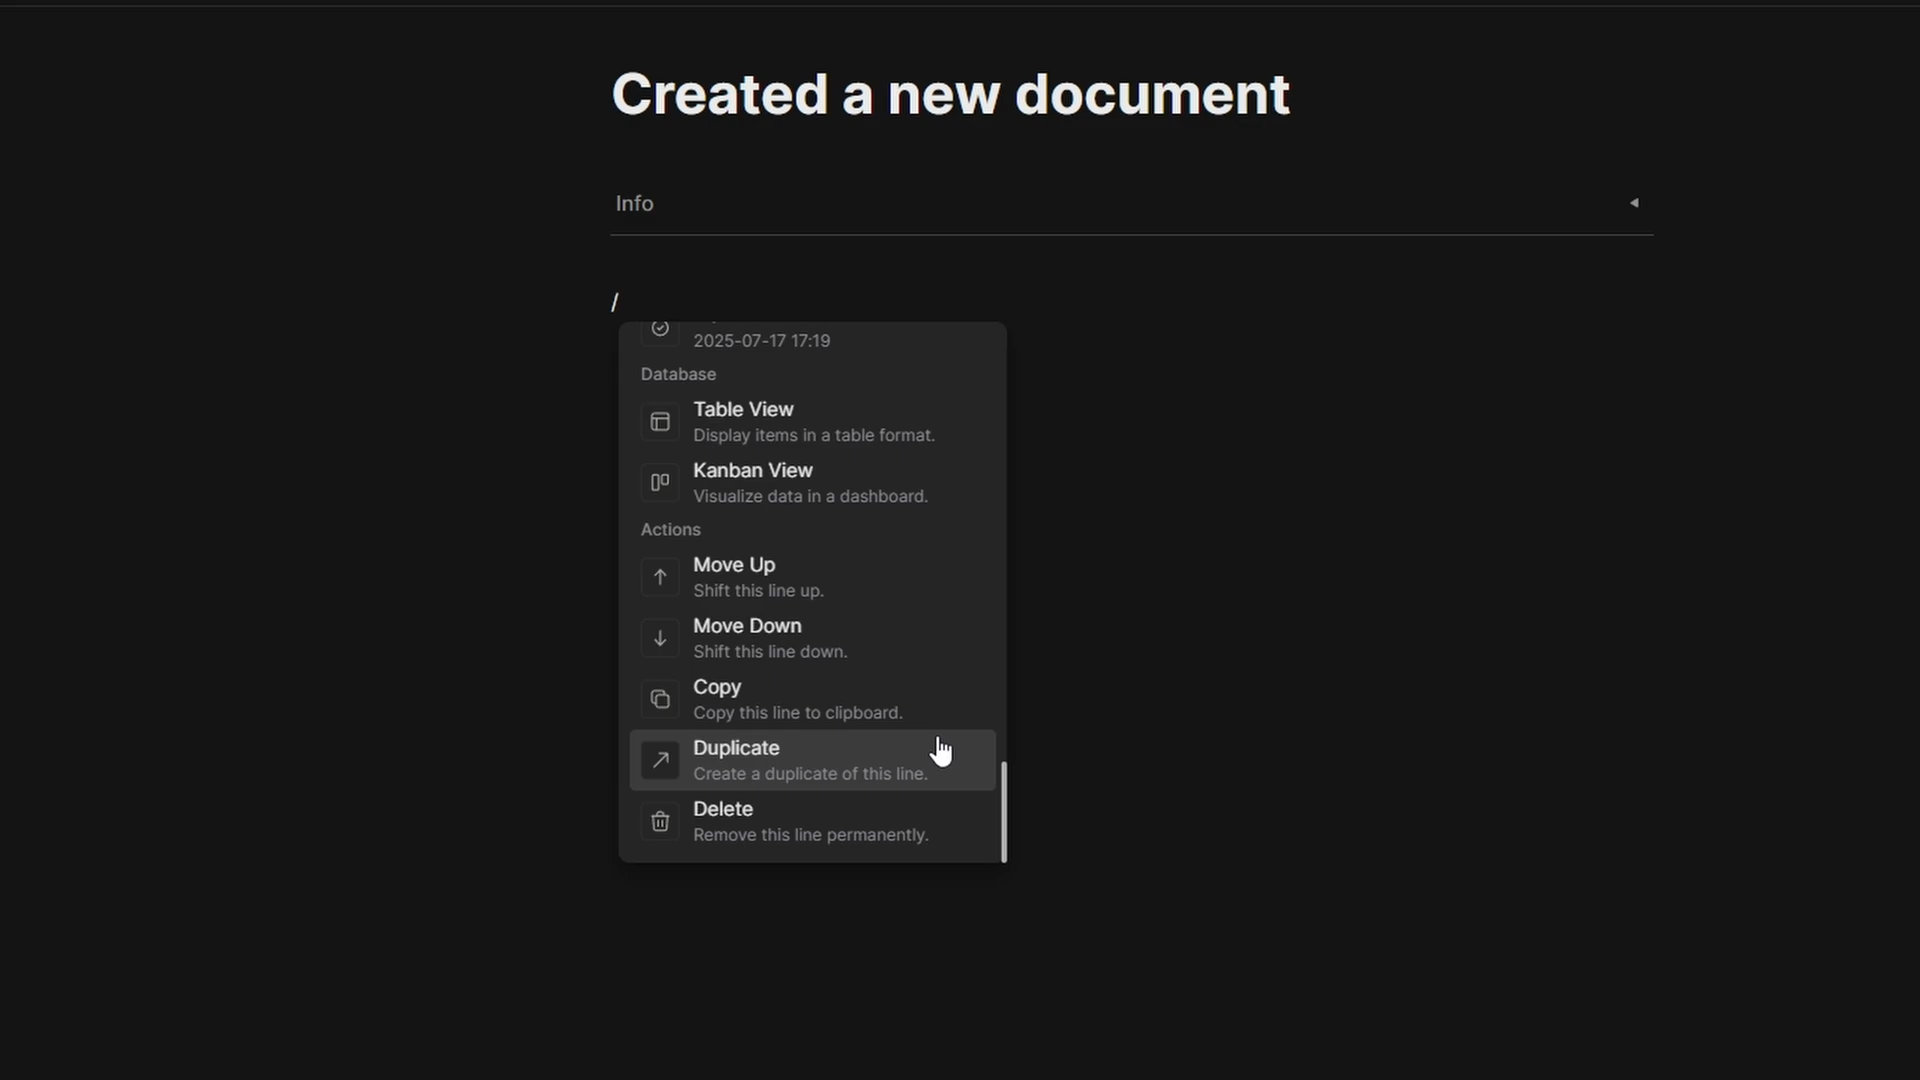 Created a new document
Info
/
2025-07-17 17:19
Database
Table View
Display items in a table format.
Kanban View
Visualize data in a dashboard.
Actions
Move Up
Shift this line up.
Move Down
Shift this line down.
Copy
Copy this line to clipboard.
Duplicate
Create a duplicate of this line.
Delete
Remove this line permanently.